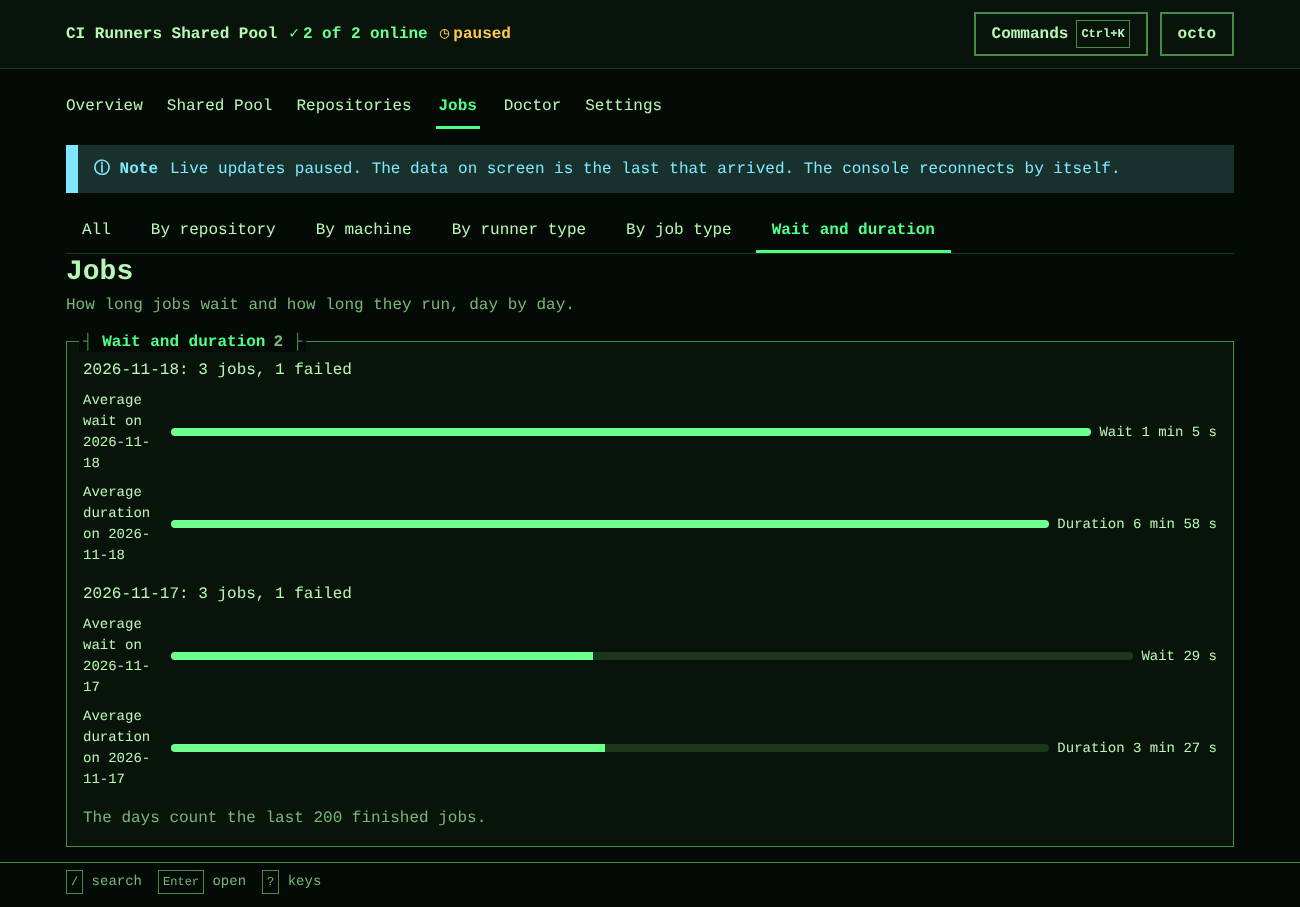 CI Runners Shared Pool ✓ 2 of 2 online ◷ paused
Commands Ctrl+K
octo
Overview Shared Pool Repositories Jobs Doctor Settings
ⓘ Note Live updates paused. The data on screen is the last that arrived. The console reconnects by itself.
All By repository By machine By runner type By job type Wait and duration
Jobs
How long jobs wait and how long they run, day by day.
┤ Wait and duration 2 ├
2026-11-18: 3 jobs, 1 failed
Average
wait on
2026-11-
18
Wait 1 min 5 s
Average
duration
on 2026-
11-18
Duration 6 min 58 s
2026-11-17: 3 jobs, 1 failed
Average
wait on
2026-11-
17
Wait 29 s
Average
duration
on 2026-
11-17
Duration 3 min 27 s
The days count the last 200 finished jobs.
/ search Enter open ? keys